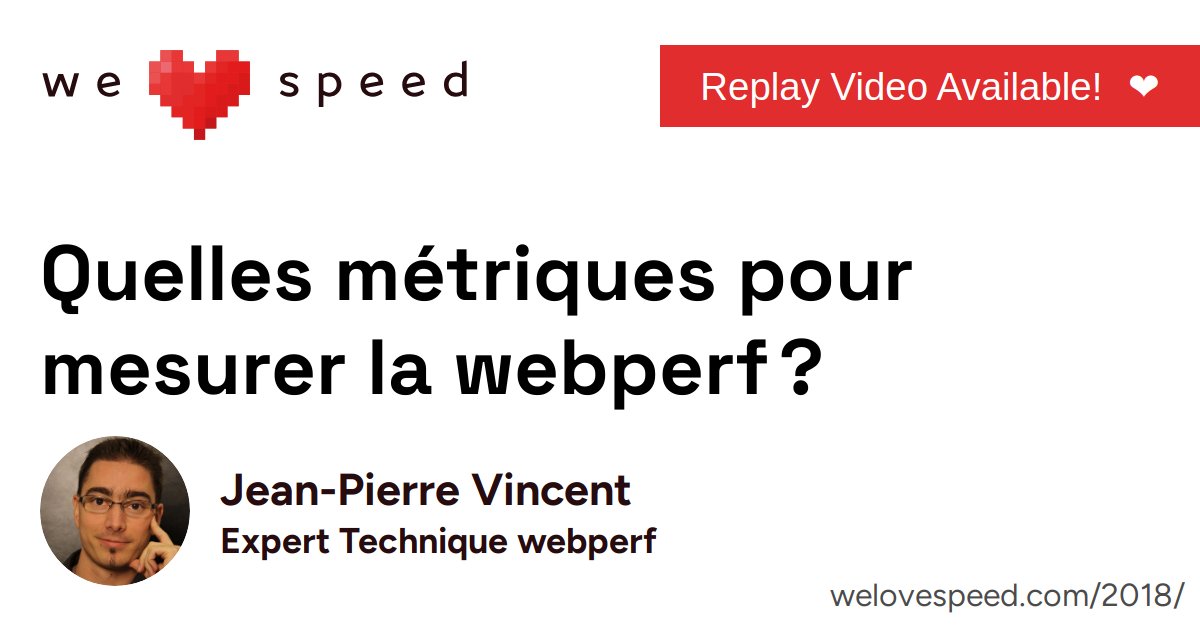 we speed
Replay Video Available! ❤
Quelles métriques pour
mesurer la webperf ?
Jean-Pierre Vincent
Expert Technique webperf
welovespeed.com/2018/